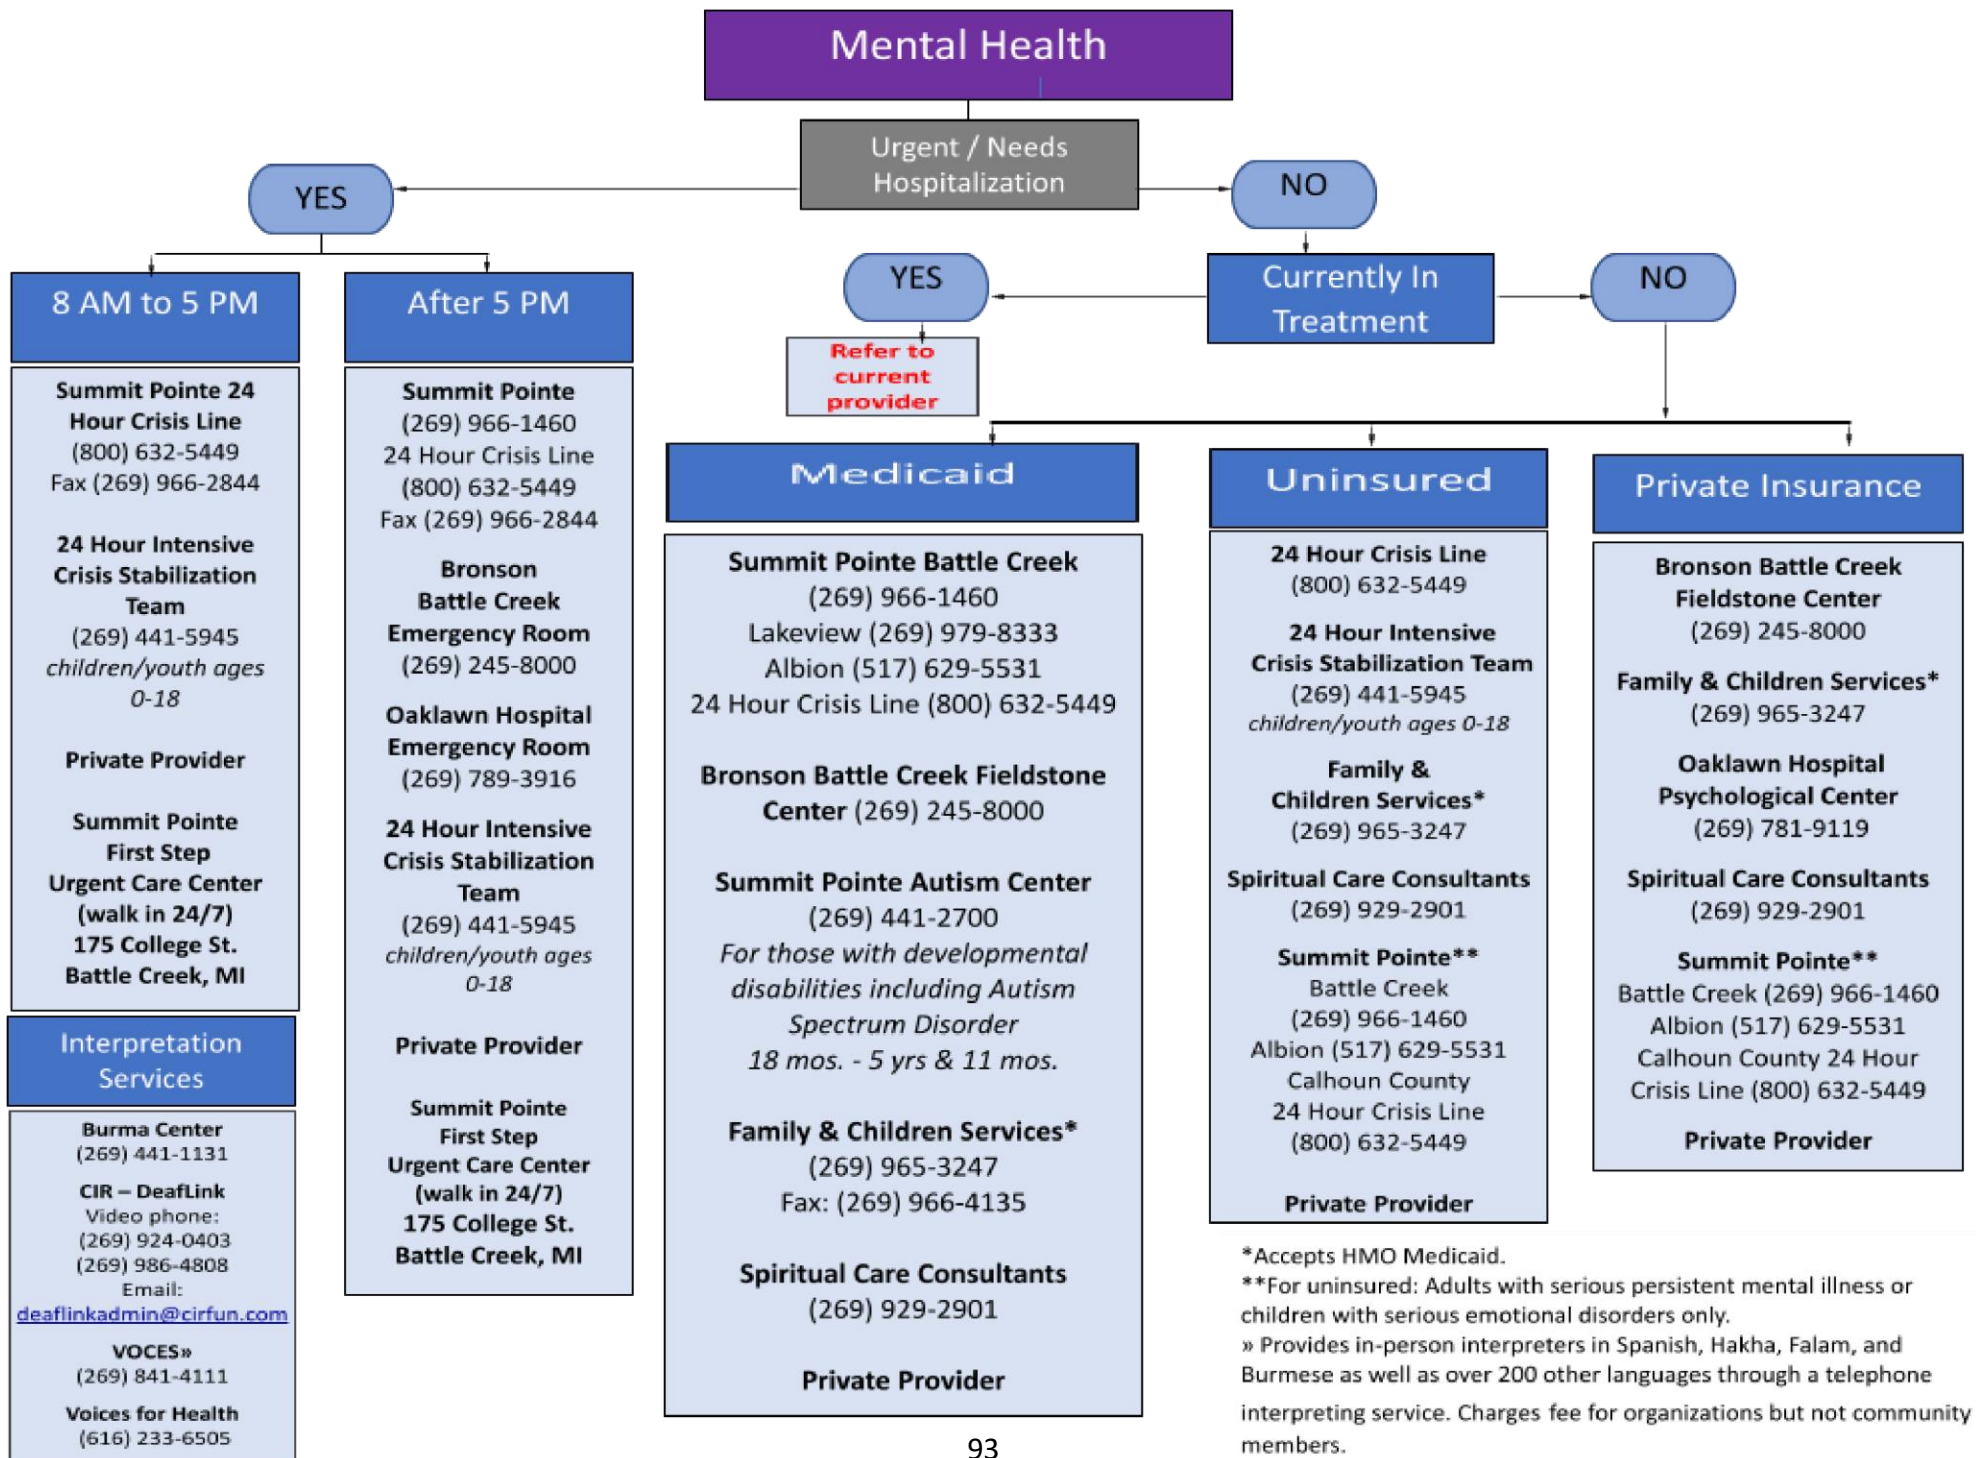 Mental Health
Urgent / Needs
Hospitalization
YES
NO
8 AM to 5 PM
Summit Pointe 24
Hour Crisis Line
(800) 632-5449
Fax (269) 966-2844
24 Hour Intensive
Crisis Stabilization
Team
(269) 441-5945
children/youth ages
0-18
Private Provider
Summit Pointe
First Step
Urgent Care Center
(walk in 24/7)
175 College St.
Battle Creek, MI
After 5 PM
Summit Pointe
(269) 966-1460
24 Hour Crisis Line
(800) 632-5449
Fax (269) 966-2844
Bronson
Battle Creek
Emergency Room
(269) 245-8000
Oaklawn Hospital
Emergency Room
(269) 789-3916
24 Hour Intensive
Crisis Stabilization
Team
(269) 441-5945
children/youth ages
0-18
Private Provider
Summit Pointe
First Step
Urgent Care Center
(walk in 24/7)
175 College St.
Battle Creek, MI
Interpretation
Services
Burma Center
(269) 441-1131
CIR – DeafLink
Video phone:
(269) 924-0403
(269) 986-4808
Email:
deaflinkadmin@cirfun.com
VOCES»
(269) 841-4111
Voices for Health
(616) 233-6505
Currently In
Treatment
YES
NO
Refer to
current
provider
Medicaid
Summit Pointe Battle Creek
(269) 966-1460
Lakeview (269) 979-8333
Albion (517) 629-5531
24 Hour Crisis Line (800) 632-5449
Bronson Battle Creek Fieldstone
Center (269) 245-8000
Summit Pointe Autism Center
(269) 441-2700
For those with developmental
disabilities including Autism
Spectrum Disorder
18 mos. - 5 yrs & 11 mos.
Family & Children Services*
(269) 965-3247
Fax: (269) 966-4135
Spiritual Care Consultants
(269) 929-2901
Private Provider
Uninsured
24 Hour Crisis Line
(800) 632-5449
24 Hour Intensive
Crisis Stabilization Team
(269) 441-5945
children/youth ages 0-18
Family &
Children Services*
(269) 965-3247
Spiritual Care Consultants
(269) 929-2901
Summit Pointe**
Battle Creek
(269) 966-1460
Albion (517) 629-5531
Calhoun County
24 Hour Crisis Line
(800) 632-5449
Private Provider
Private Insurance
Bronson Battle Creek
Fieldstone Center
(269) 245-8000
Family & Children Services*
(269) 965-3247
Oaklawn Hospital
Psychological Center
(269) 781-9119
Spiritual Care Consultants
(269) 929-2901
Summit Pointe**
Battle Creek (269) 966-1460
Albion (517) 629-5531
Calhoun County 24 Hour
Crisis Line (800) 632-5449
Private Provider
*Accepts HMO Medicaid.
**For uninsured: Adults with serious persistent mental illness or
children with serious emotional disorders only.
» Provides in-person interpreters in Spanish, Hakha, Falam, and
Burmese as well as over 200 other languages through a telephone
interpreting service. Charges fee for organizations but not community
members.
93